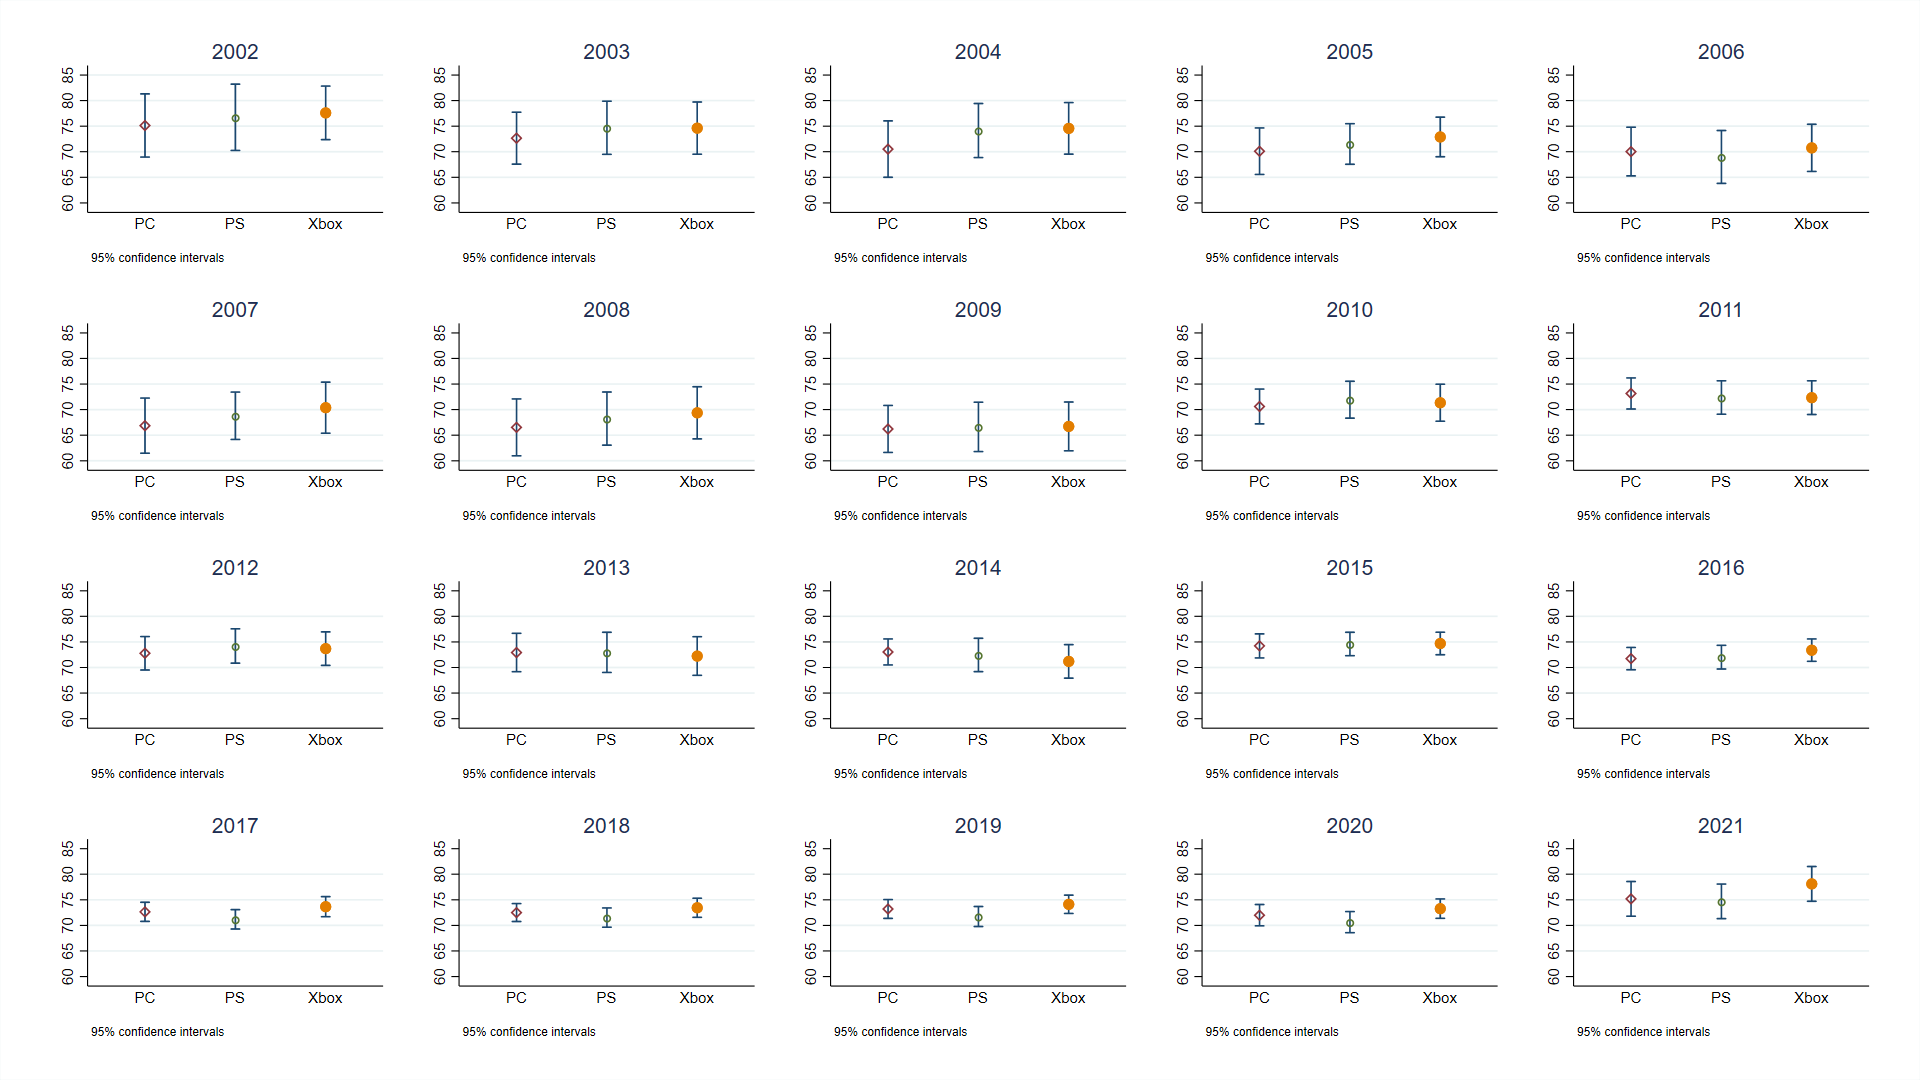 2002 2003 2004 2005 2006
85 85 85 85 85
80 80 80 80 80
75 75 75 75 75
70 70 70 70 70
65 65 65 65 65
60 60 60 60 60
PC PS Xbox PC PS Xbox PC PS Xbox PC PS Xbox PC PS Xbox
95% confidence intervals 95% confidence intervals 95% confidence intervals 95% confidence intervals 95% confidence intervals
2007 2008 2009 2010 2011
85 85 85 85 85
80 80 80 80 80
75 75 75 75 75
70 70 70 70 70
65 65 65 65 65
60 60 60 60 60
PC PS Xbox PC PS Xbox PC PS Xbox PC PS Xbox PC PS Xbox
95% confidence intervals 95% confidence intervals 95% confidence intervals 95% confidence intervals 95% confidence intervals
2012 2013 2014 2015 2016
85 85 85 85 85
80 80 80 80 80
75 75 75 75 75
70 70 70 70 70
65 65 65 65 65
60 60 60 60 60
PC PS Xbox PC PS Xbox PC PS Xbox PC PS Xbox PC PS Xbox
95% confidence intervals 95% confidence intervals 95% confidence intervals 95% confidence intervals 95% confidence intervals
2017 2018 2019 2020 2021
85 85 85 85 85
80 80 80 80 80
75 75 75 75 75
70 70 70 70 70
65 65 65 65 65
60 60 60 60 60
PC PS Xbox PC PS Xbox PC PS Xbox PC PS Xbox PC PS Xbox
95% confidence intervals 95% confidence intervals 95% confidence intervals 95% confidence intervals 95% confidence intervals